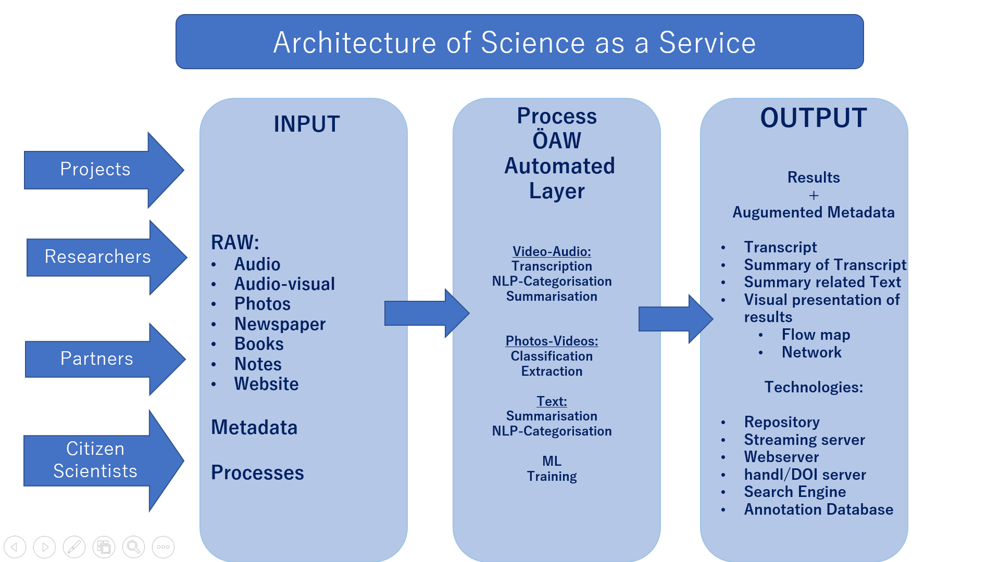 Architecture of Science as a Service
Projects
Researchers
Partners
Citizen
Scientists
INPUT
RAW:
• Audio
• Audio-visual
• Photos
• Newspaper
• Books
• Notes
• Website
Metadata
Processes
Process
ÖAW
Automated
Layer
Video-Audio:
Transcription
NLP-Categorisation
Summarisation
Photos-Videos:
Classification
Extraction
Text:
Summarisation
NLP-Categorisation
ML
Training
OUTPUT
Results
+
Augumented Metadata
• Transcript
• Summary of Transcript
• Summary related Text
• Visual presentation of
results
• Flow map
• Network
Technologies:
• Repository
• Streaming server
• Webserver
• handl/DOI server
• Search Engine
• Annotation Database